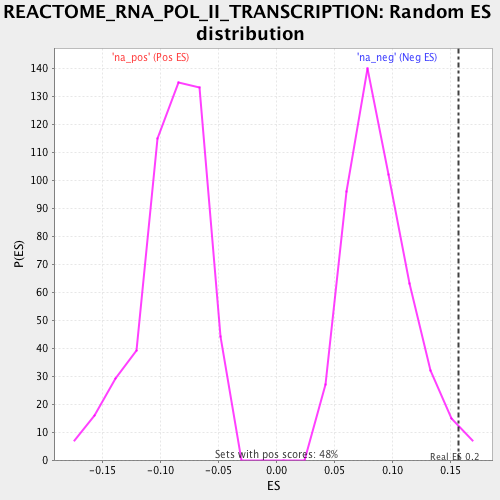 REACTOME_RNA_POL_II_TRANSCRIPTION: Random ES
distribution
'na_pos' (Pos ES)
'na_neg' (Neg ES)
140
130
120
110
100
90
80
70
60
50
40
30
20
10
0
P(ES)
Sets with pos scores: 48%
Real ES 0.2
-0.15
-0.10
-0.05
0.00
0.05
0.10
0.15
ES